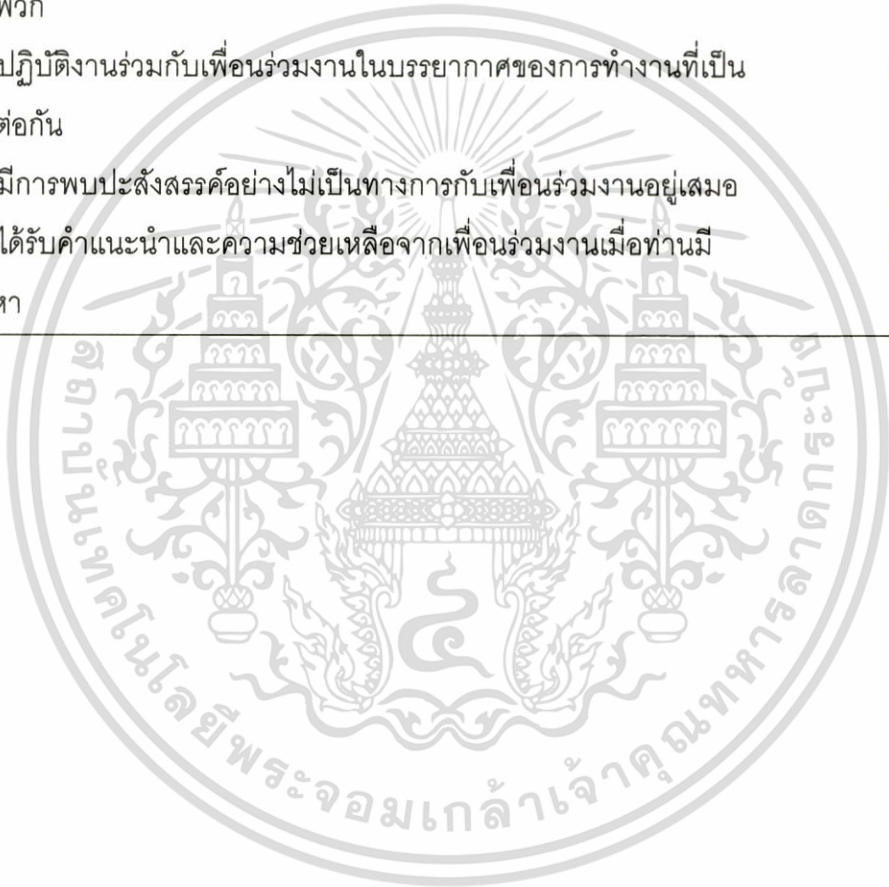 พวก
ปฏิบัติงานร่วมกับเพื่อนร่วมงานในบรรยากาศของการทำงานที่เป็น
ต่อกัน
มีการพบปะสังสรรค์อย่างไม่เป็นทางการกับเพื่อนร่วมงานอยู่เสมอ
ได้รับคำแนะนำและความช่วยเหลือจากเพื่อนร่วมงานเมื่อท่านมี
หา
สถาบันเทคโนโลยีพระจอมเกล้าเจ้าคุณทหารลาดกระบัง